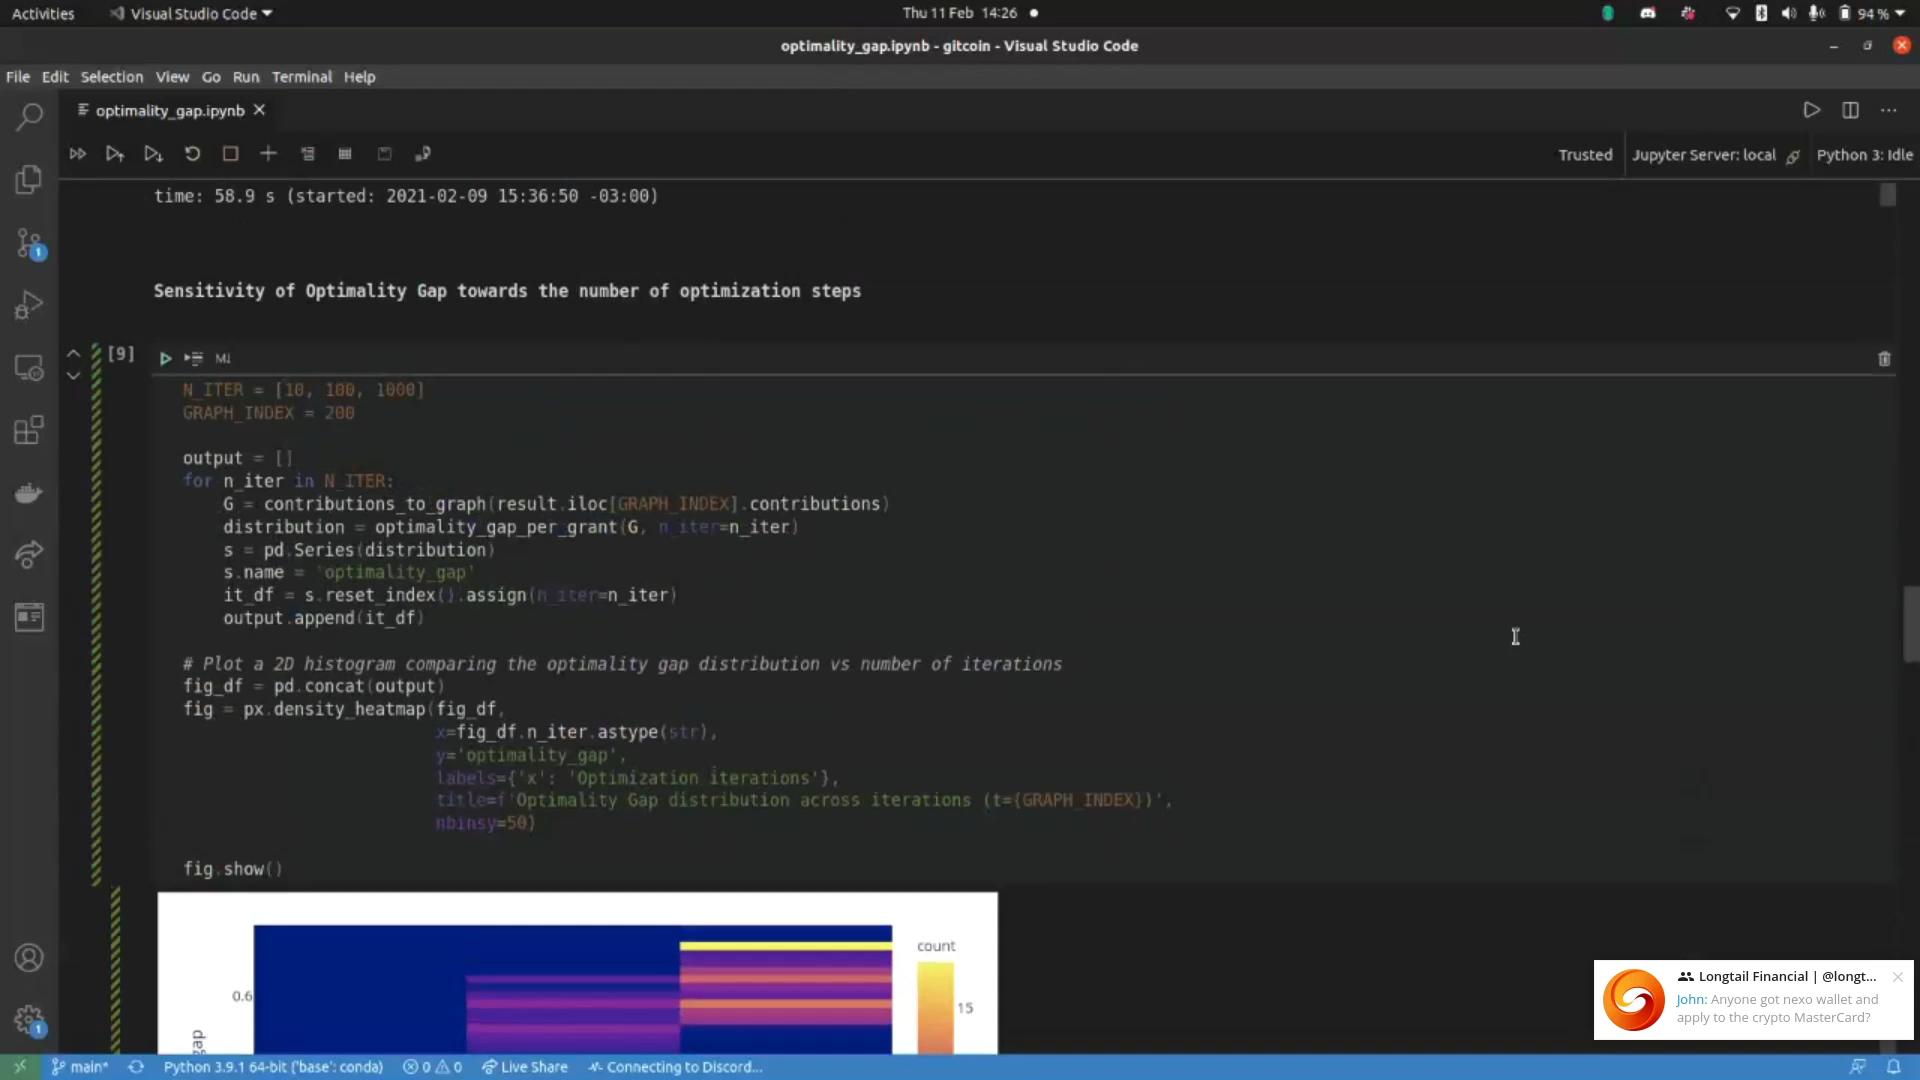 Activities
Visual Studio Code
Thu 11 Feb 14:26
94 %
optimality_gap.ipynb - gitcoin - Visual Studio Code
File Edit Selection View Go Run Terminal Help
optimality_gap.ipynb
Trusted
Jupyter Server: local
Python 3: Idle
time: 58.9 s (started: 2021-02-09 15:36:50 -03:00)
Sensitivity of Optimality Gap towards the number of optimization steps
[9]
M↓
N_ITER = [10, 100, 1000]
GRAPH_INDEX = 200
output = []
for n_iter in N_ITER:
    G = contributions_to_graph(result.iloc[GRAPH_INDEX].contributions)
    distribution = optimality_gap_per_grant(G, n_iter=n_iter)
    s = pd.Series(distribution)
    s.name = 'optimality_gap'
    it_df = s.reset_index().assign(n_iter=n_iter)
    output.append(it_df)
# Plot a 2D histogram comparing the optimality gap distribution vs number of iterations
fig_df = pd.concat(output)
fig = px.density_heatmap(fig_df,
x=fig_df.n_iter.astype(str),
y='optimality_gap',
labels={'x': 'Optimization iterations'},
title=f'Optimality Gap distribution across iterations (t={GRAPH_INDEX})',
nbinsy=50)
fig.show()
count
0.6
15
gap
Longtail Financial | @longt...
John: Anyone got nexo wallet and
apply to the crypto MasterCard?
1
1
main*
Python 3.9.1 64-bit ('base': conda)
0
0
Live Share
Connecting to Discord...